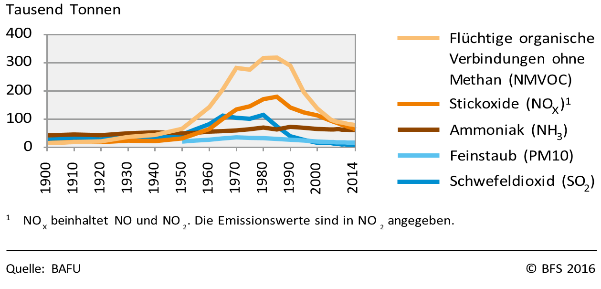 Tausend Tonnen
400
300
200
100
0
1900
1910
1920
1930
1940
1950
1960
1970
1980
1990
2000
2014
Flüchtige organische
Verbindungen ohne
Methan (NMVOC)
Stickoxide (NOX)¹
Ammoniak (NH₃)
Feinstaub (PM10)
Schwefeldioxid (SO₂)
¹ NOx beinhaltet NO und NO₂. Die Emissionswerte sind in NO₂ angegeben.
Quelle: BAFU © BFS 2016